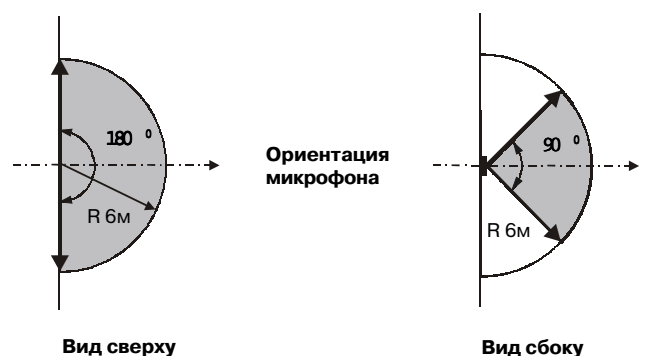 180 °
R 6м
Вид сверху
Ориентация
микрофона
90 °
R 6м
Вид сбоку